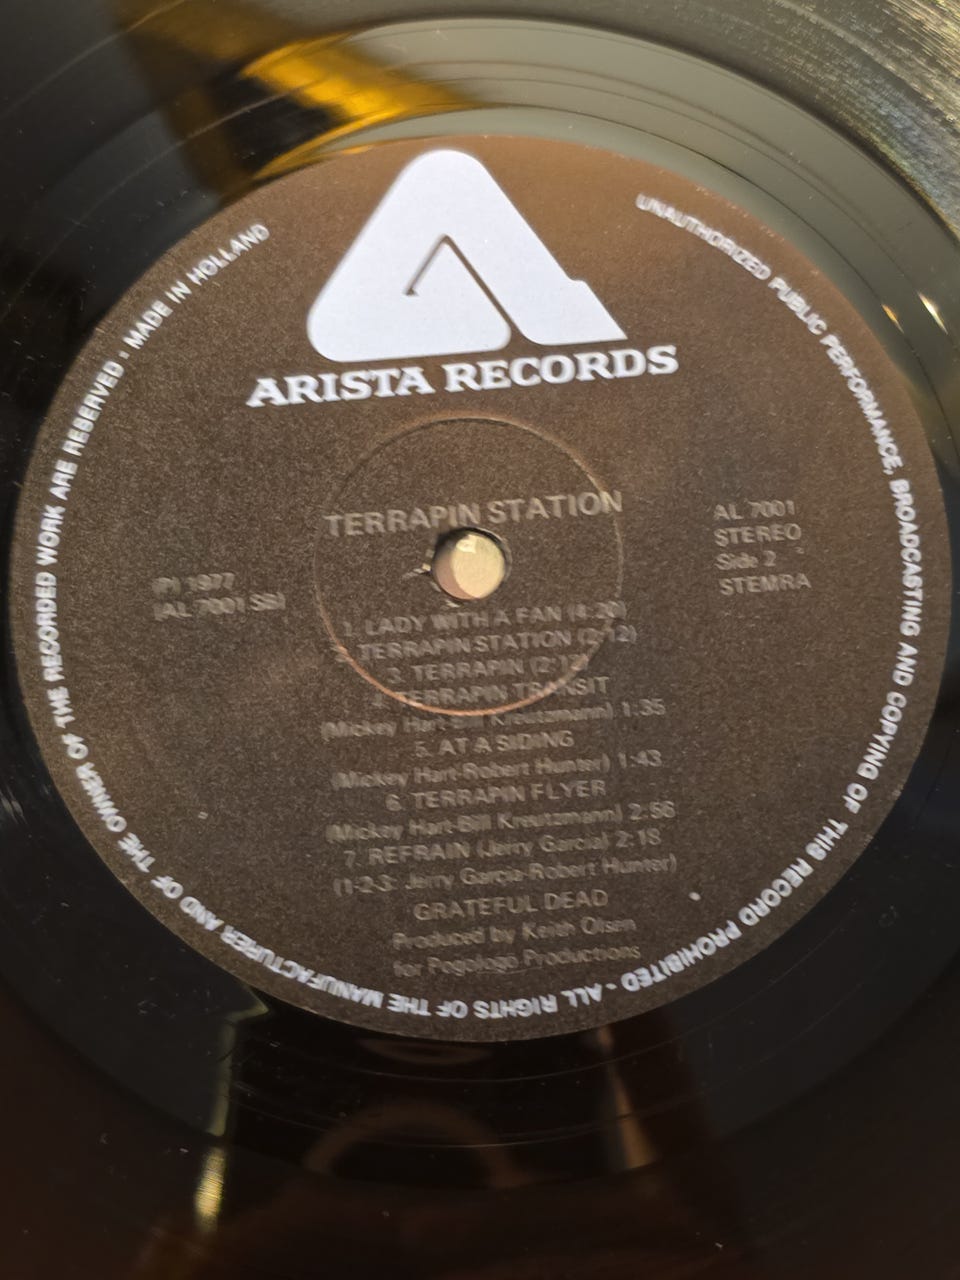 ARISTA RECORDS
TERRAPIN STATION
AL 7001
STEREO
Side 2
STEMRA
(P) 1977
(AL 7001 SB)
1. LADY WITH A FAN (4:20)
2. TERRAPIN STATION (2:12)
3. TERRAPIN (2:12)
TERRAPIN TRANSIT
(Mickey Hart-Bill Kreutzmann) 1:35
5. AT A SIDING
(Mickey Hart-Robert Hunter) 1:43
6. TERRAPIN FLYER
(Mickey Hart-Bill Kreutzmann) 2:56
7. REFRAIN (Jerry Garcia) 2:18
(1-2-3: Jerry Garcia-Robert Hunter)
GRATEFUL DEAD
Produced by Keith Olsen
for Pogologo Productions
UNAUTHORIZED PUBLIC PERFORMANCE, BROADCASTING AND COPYING OF THIS RECORD PROHIBITED - ALL RIGHTS OF THE MANUFACTURER AND OF THE OWNER OF THE RECORDED WORK ARE RESERVED - MADE IN HOLLAND